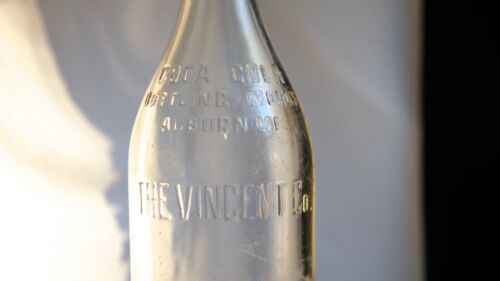 COCA COLA
BOTTLING WORKS
AUBURN
THE VINCENT Co.